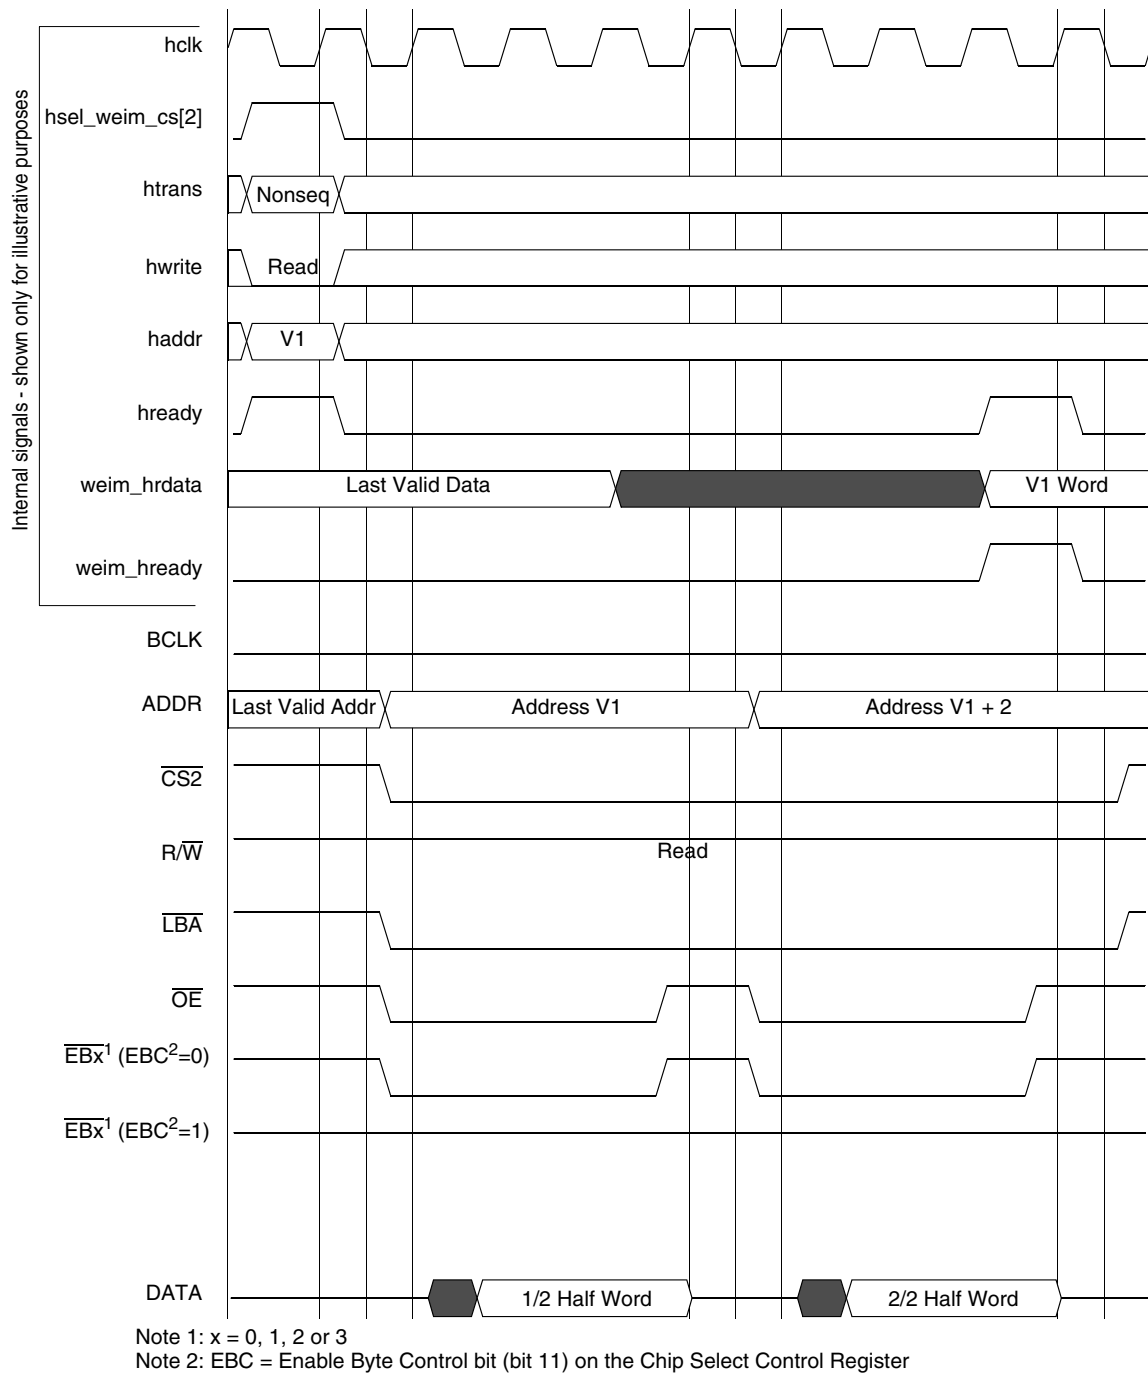 Internal signals - shown only for illustrative purposes
hclk
hsel_weim_cs[2]
htrans Nonseq
hwrite Read
haddr V1
hready
weim_hrdata Last Valid Data V1 Word
weim_hready
BCLK
ADDR Last Valid Addr Address V1 Address V1 + 2
CS2
R/W Read
LBA
OE
EBx¹ (EBC²=0)
EBx¹ (EBC²=1)
DATA 1/2 Half Word 2/2 Half Word
Note 1: x = 0, 1, 2 or 3
Note 2: EBC = Enable Byte Control bit (bit 11) on the Chip Select Control Register